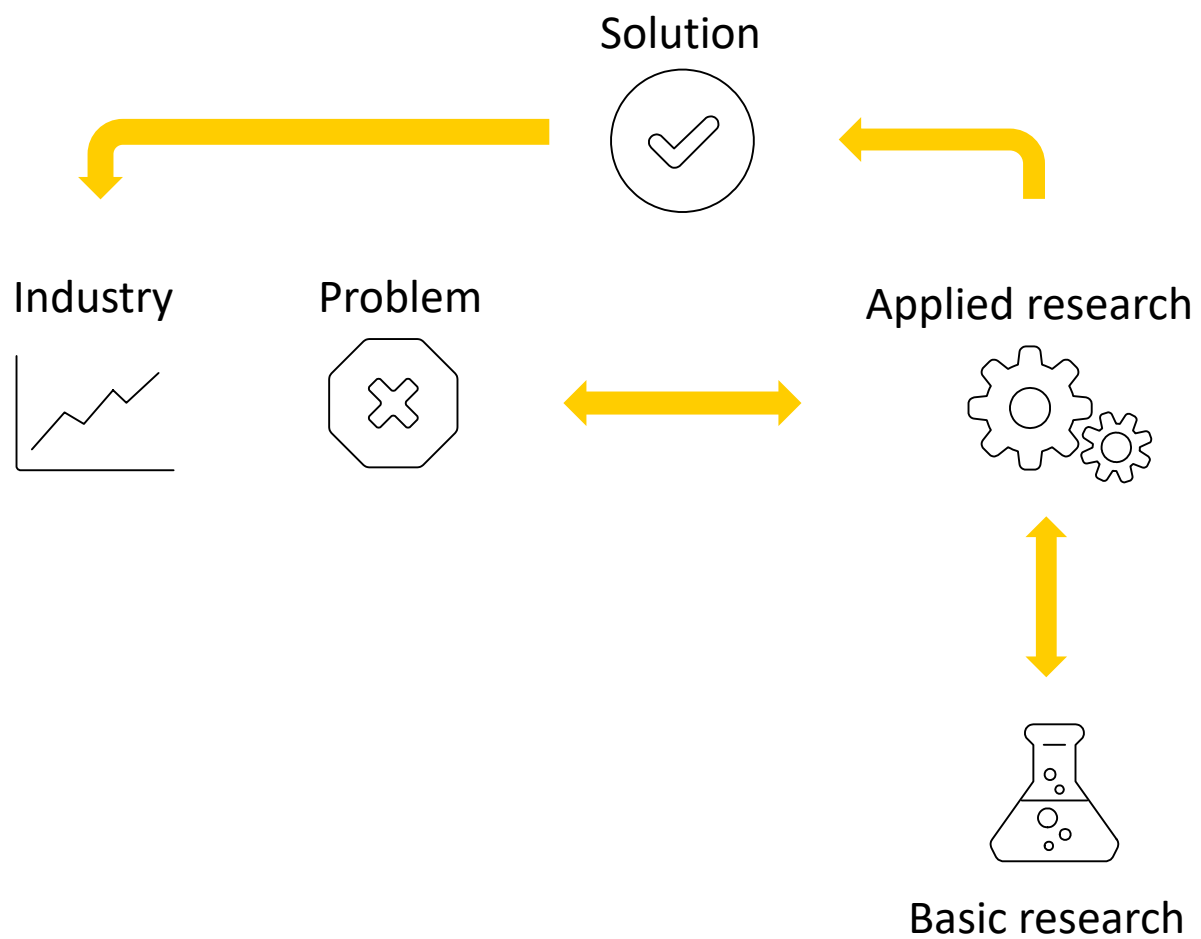 Solution
Industry
Problem
Applied research
Basic research